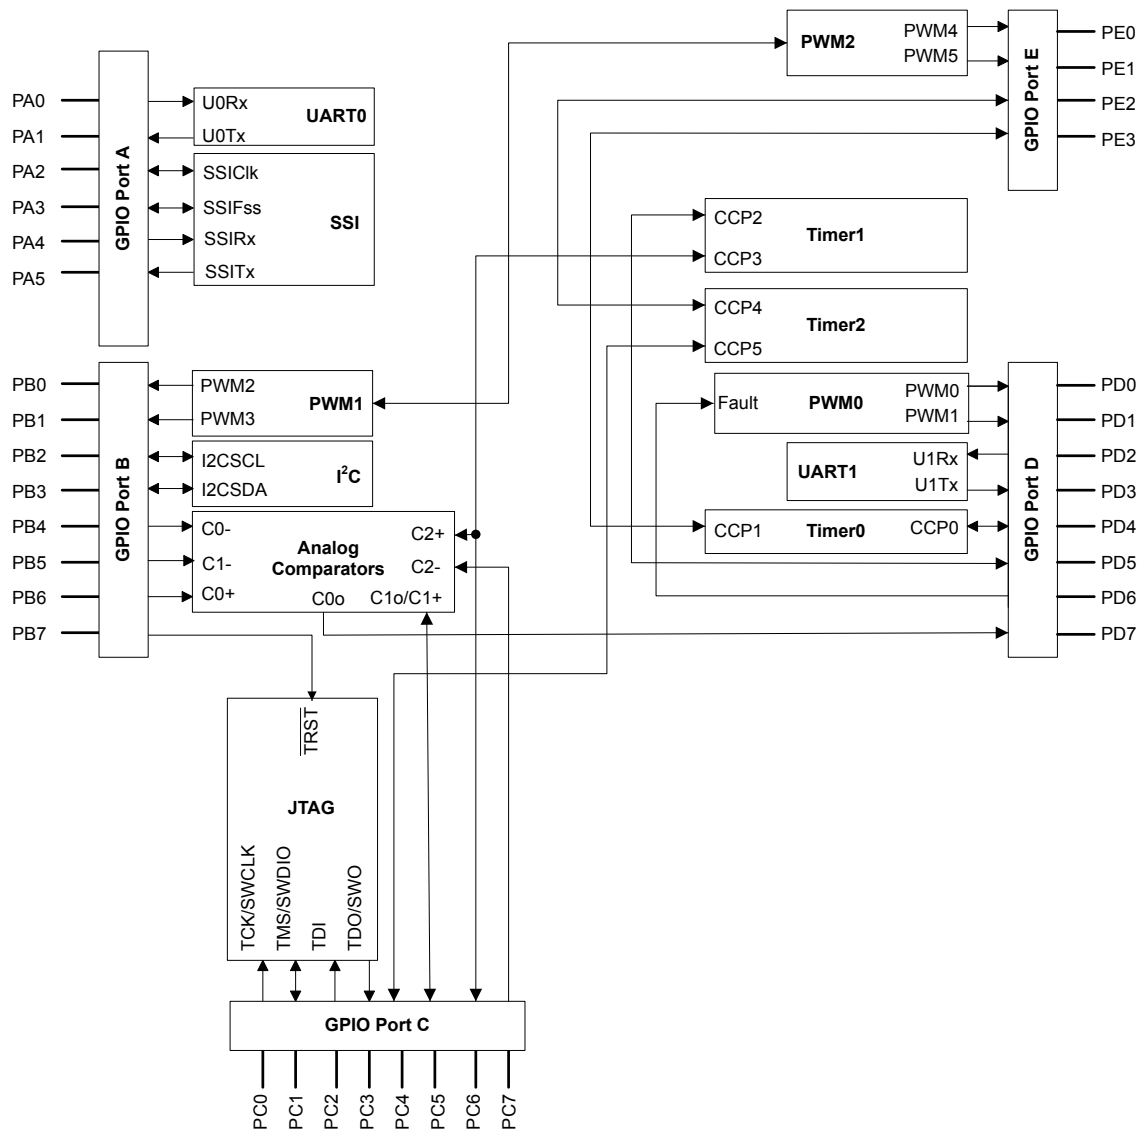 PA0
PA1
PA2
PA3
PA4
PA5
GPIO Port A
U0Rx
U0Tx
UART0
SSIClk
SSIFss
SSIRx
SSITx
SSI
PWM2
PWM4
PWM5
GPIO Port E
PE0
PE1
PE2
PE3
CCP2
CCP3
Timer1
CCP4
CCP5
Timer2
PB0
PB1
PB2
PB3
PB4
PB5
PB6
PB7
GPIO Port B
PWM2
PWM3
PWM1
I2CSCL
I2CSDA
I²C
C0-
C1-
C0+
Analog
Comparators
C2+
C2-
C0o
C1o/C1+
Fault
PWM0
PWM0
PWM1
UART1
U1Rx
U1Tx
CCP1
Timer0
CCP0
GPIO Port D
PD0
PD1
PD2
PD3
PD4
PD5
PD6
PD7
TRST
JTAG
TCK/SWCLK
TMS/SWDIO
TDI
TDO/SWO
GPIO Port C
PC0
PC1
PC2
PC3
PC4
PC5
PC6
PC7